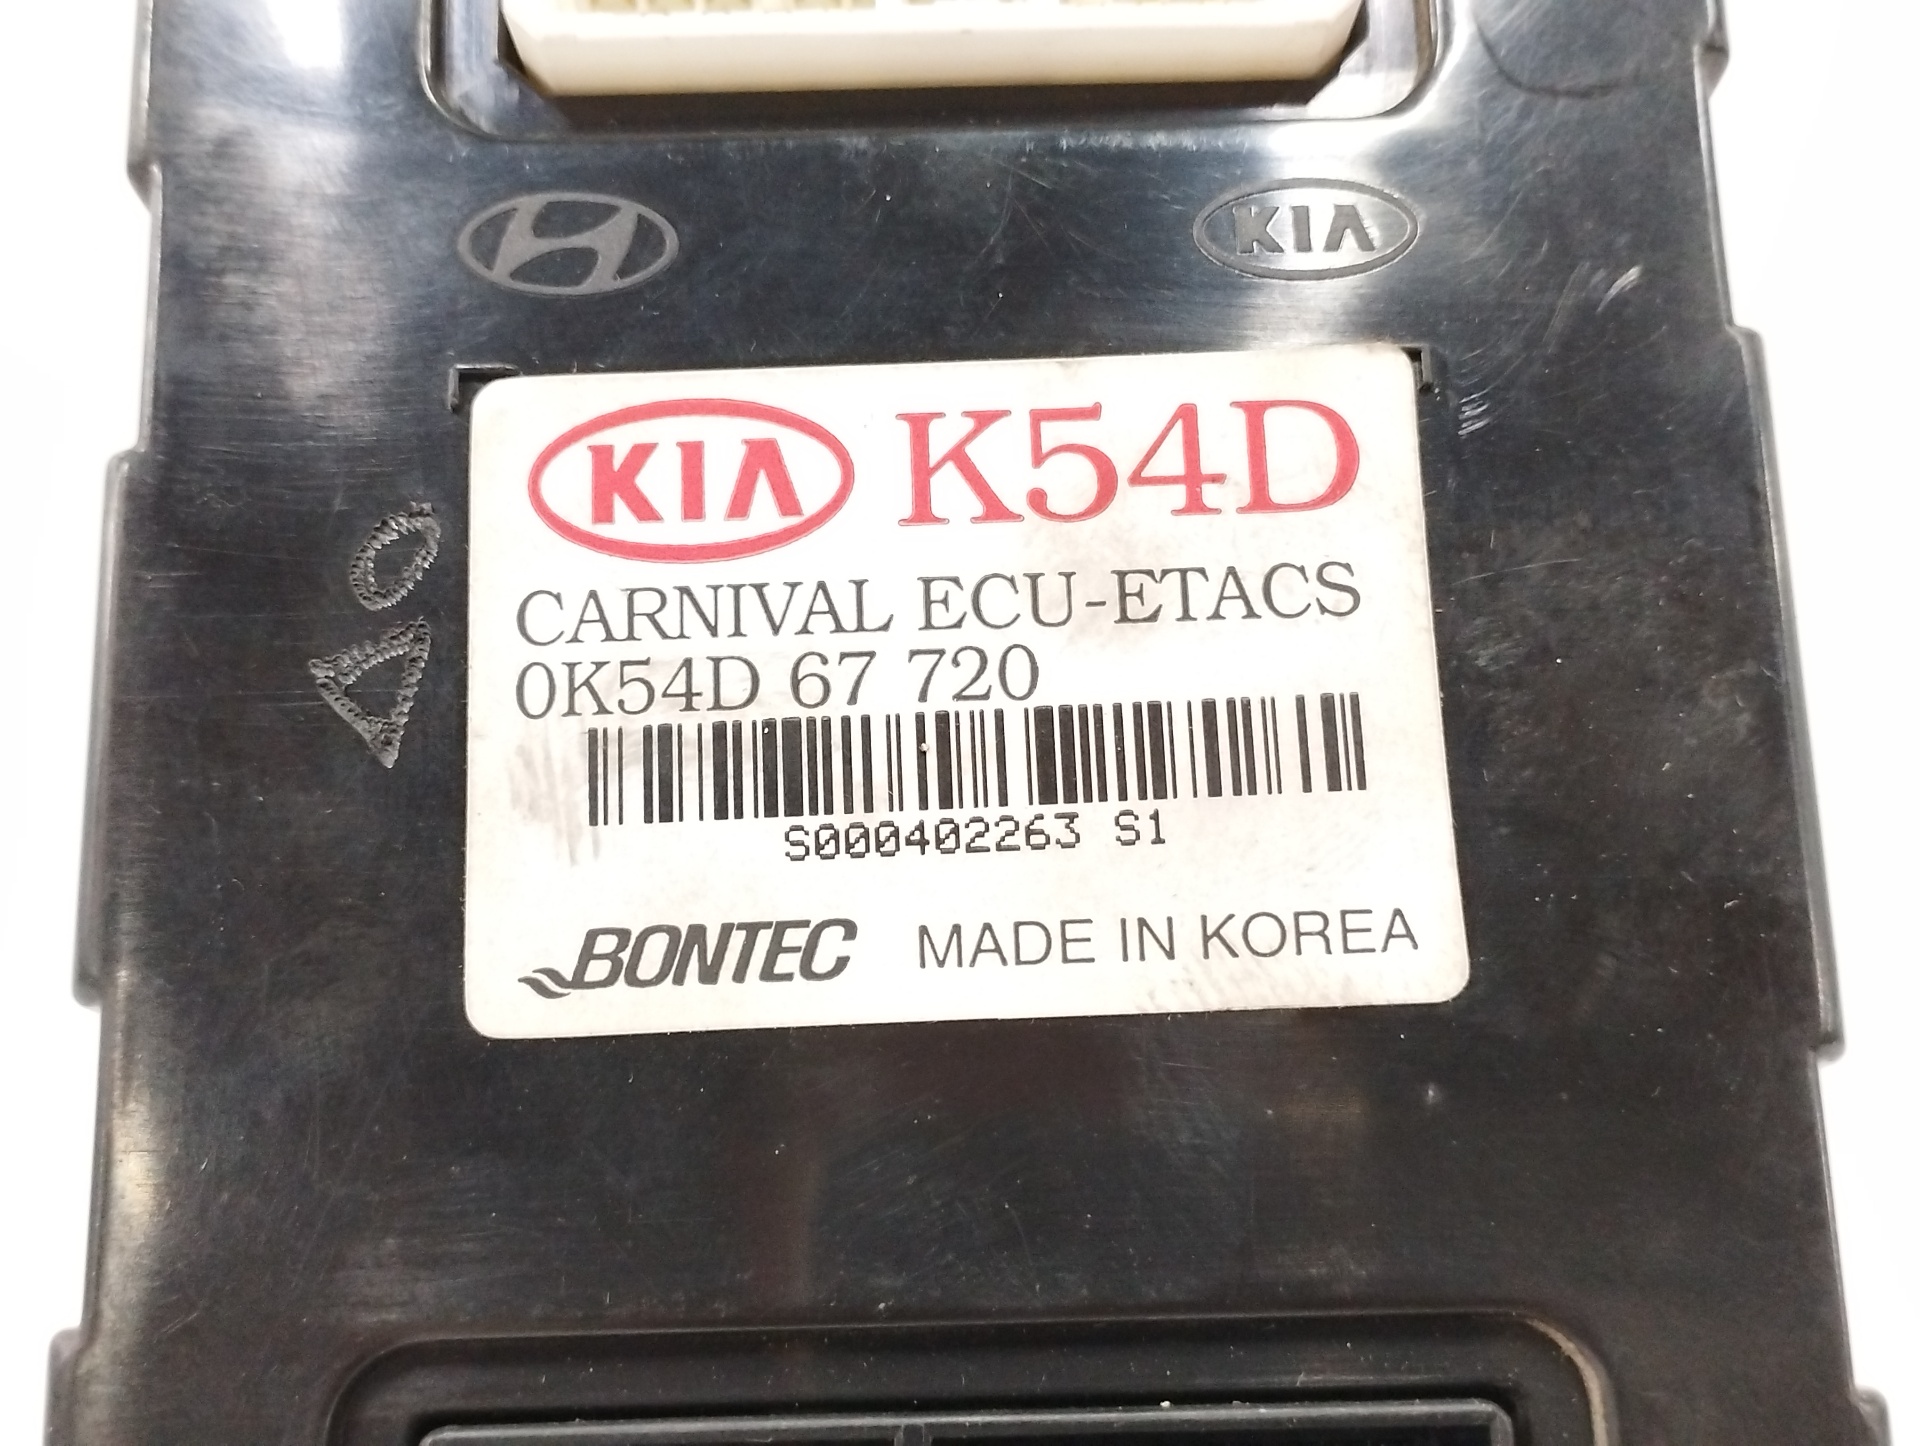 KIA
KIA K54D
CARNIVAL ECU-ETACS
0K54D 67 720
S000402263 S1
BONTEC MADE IN KOREA